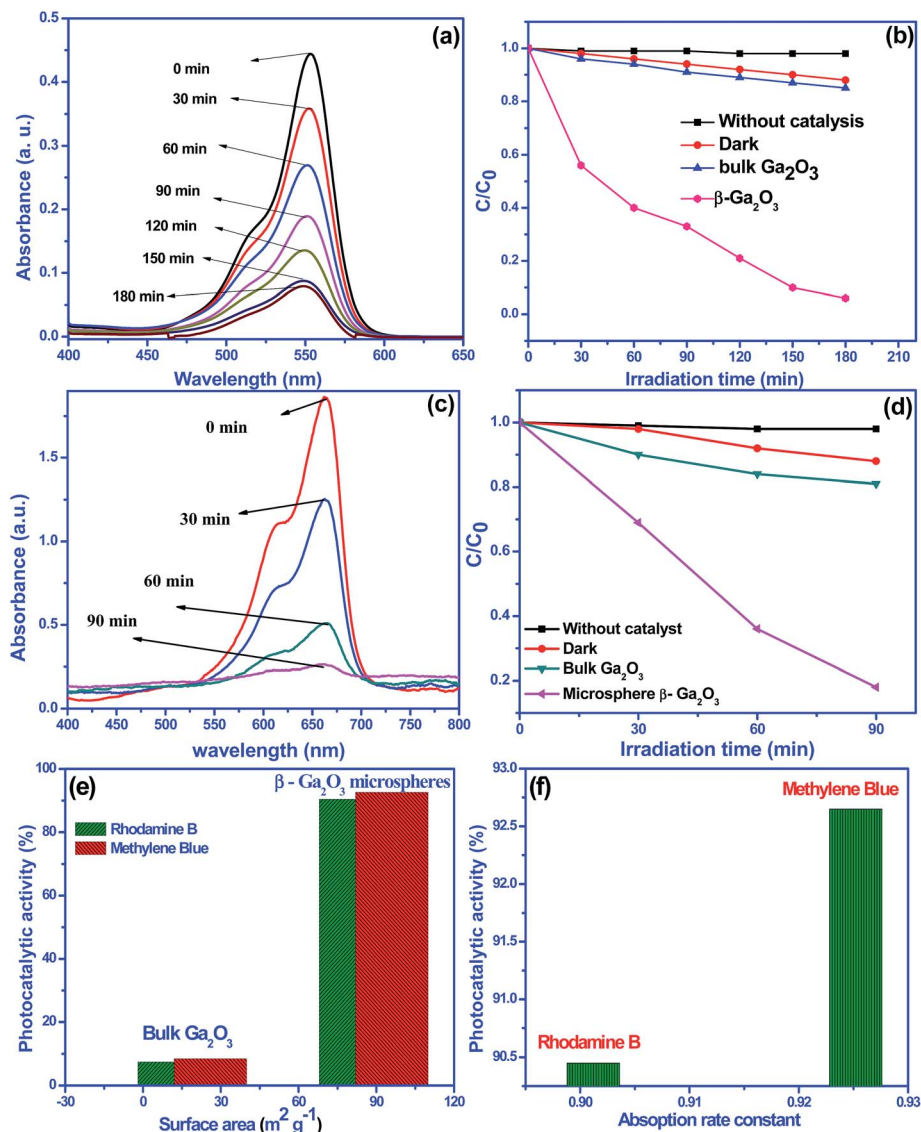 (a)
0.5
0.4
0.3
0.2
0.1
0.0
Absorbance (a. u.)
0 min
30 min
60 min
90 min
120 min
150 min
180 min
400 450 500 550 600 650
Wavelength (nm)
(b)
1.0
0.8
0.6
0.4
0.2
0.0
C/C0
Without catalysis
Dark
bulk Ga2O3
β-Ga2O3
0 30 60 90 120 150 180 210
Irradiation time (min)
(c)
1.5
1.0
0.5
0.0
Absorbance (a.u.)
0 min
30 min
60 min
90 min
400 450 500 550 600 650 700 750 800
wavelength (nm)
(d)
1.0
0.8
0.6
0.4
0.2
C/C0
Without catalyst
Dark
Bulk Ga2O3
Microsphere β- Ga2O3
0 30 60 90
Irradiation time (min)
(e)
100
80
60
40
20
0
Photocatalytic activity (%)
β - Ga2O3 microspheres
Rhodamine B
Methylene Blue
Bulk Ga2O3
-30 0 30 60 90 120
Surface area (m2 g-1)
(f)
93.0
92.5
92.0
91.5
91.0
90.5
Photocatalytic activity (%)
Methylene Blue
Rhodamine B
0.90 0.91 0.92 0.93
Absoption rate constant